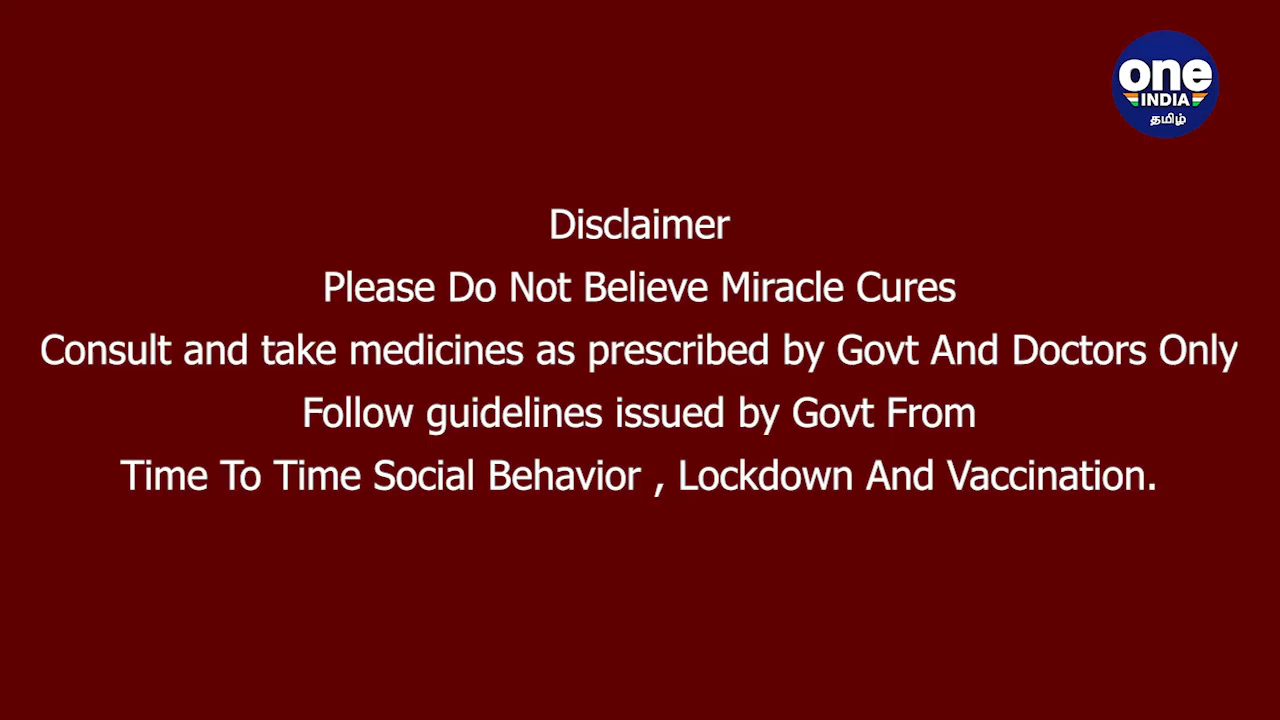 one
INDIA
தமிழ்
Disclaimer
Please Do Not Believe Miracle Cures
Consult and take medicines as prescribed by Govt And Doctors Only
Follow guidelines issued by Govt From
Time To Time Social Behavior , Lockdown And Vaccination.